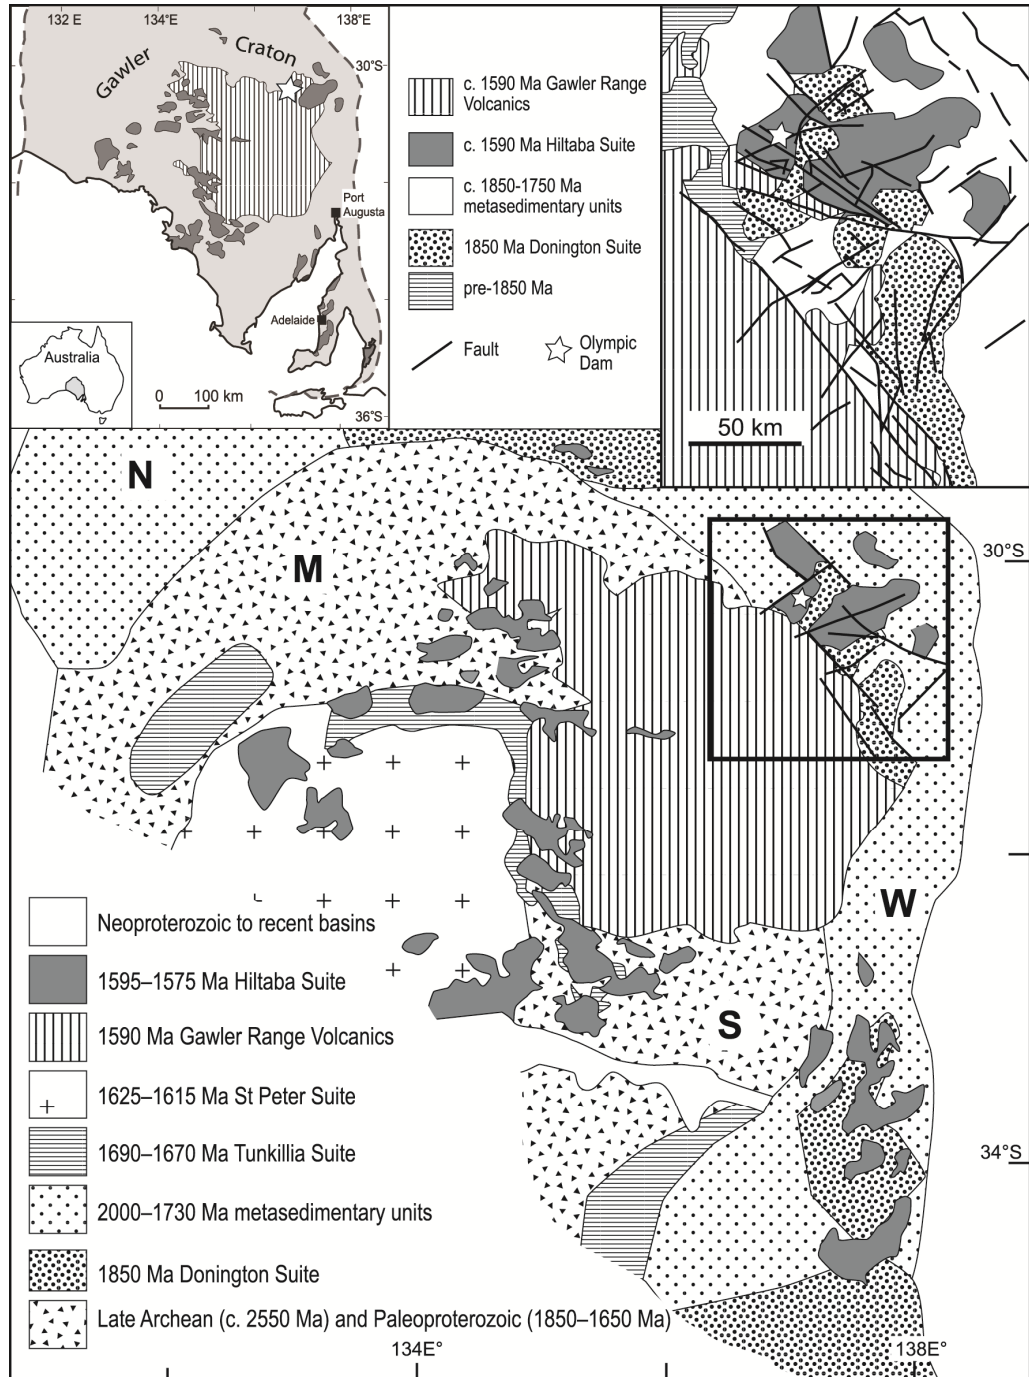 132 E
134°E
138°E
Gawler
Craton
30°S
Port
Augusta
Adelaide
Australia
0
100 km
36°S
c. 1590 Ma Gawler Range
Volcanics
c. 1590 Ma Hiltaba Suite
c. 1850-1750 Ma
metasedimentary units
1850 Ma Donington Suite
pre-1850 Ma
Fault
Olympic
Dam
50 km
N
M
30°S
W
S
34°S
Neoproterozoic to recent basins
1595–1575 Ma Hiltaba Suite
1590 Ma Gawler Range Volcanics
1625–1615 Ma St Peter Suite
1690–1670 Ma Tunkillia Suite
2000–1730 Ma metasedimentary units
1850 Ma Donington Suite
Late Archean (c. 2550 Ma) and Paleoproterozoic (1850–1650 Ma)
134E°
138E°